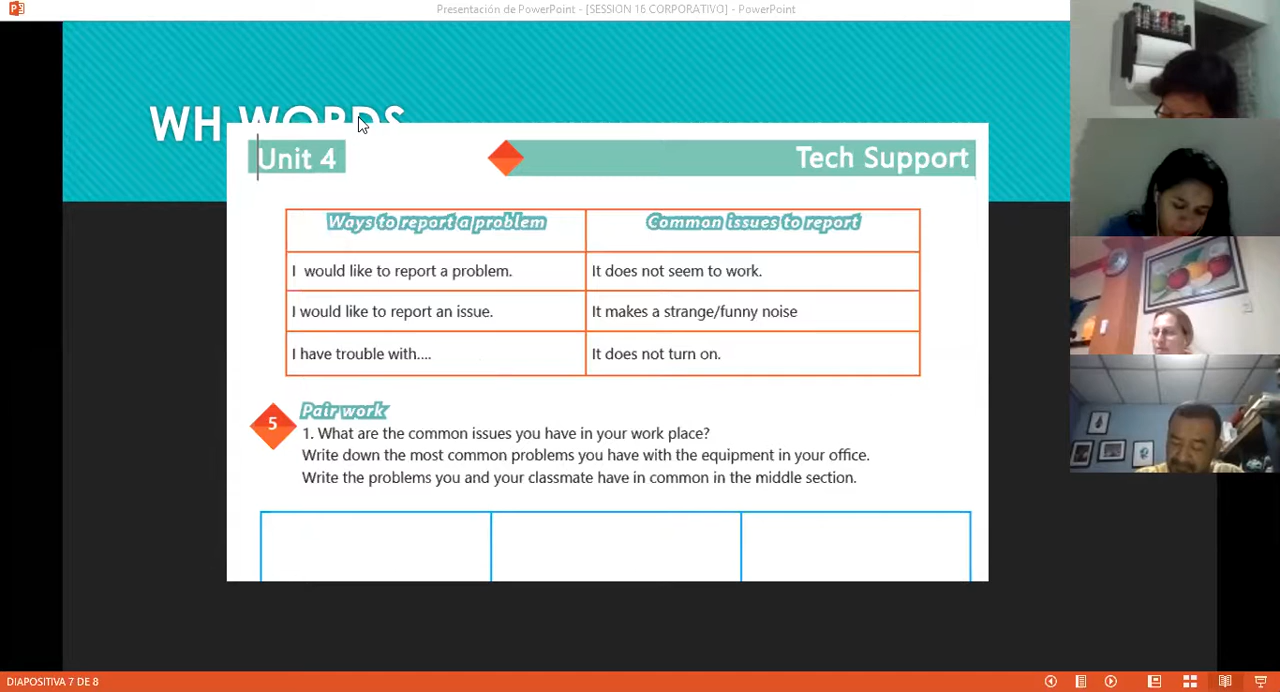 Presentación de PowerPoint - [SESSION 16 CORPORATIVO] - PowerPoint
WH WORDS
Unit 4
Tech Support
Ways to report a problem
Common issues to report
I would like to report a problem.
It does not seem to work.
I would like to report an issue.
It makes a strange/funny noise
I have trouble with....
It does not turn on.
5
Pair work
1. What are the common issues you have in your work place?
Write down the most common problems you have with the equipment in your office.
Write the problems you and your classmate have in common in the middle section.
DIAPOSITIVA 7 DE 8